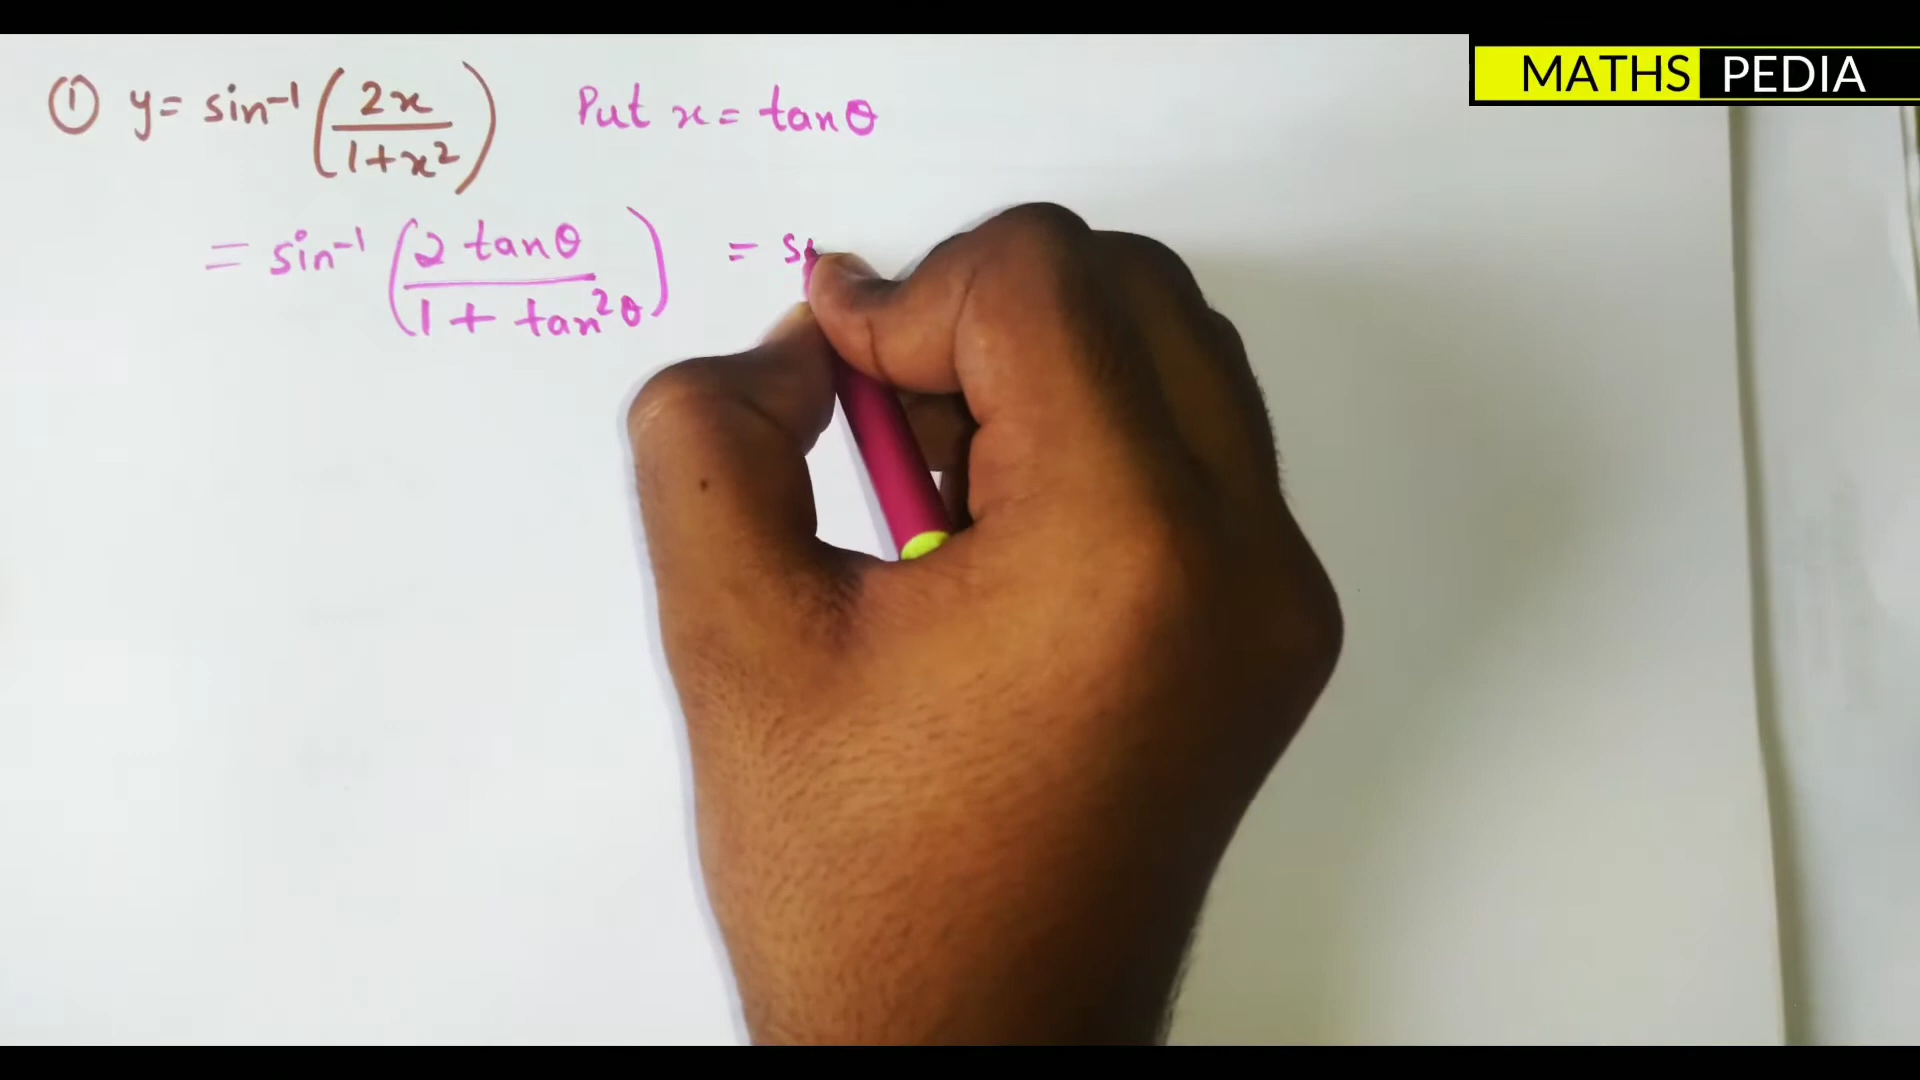 MATHS PEDIA
① y = sin⁻¹ (2x / 1+x²) Put x = tanθ
= sin⁻¹ (2 tanθ / 1 + tan²θ) = s